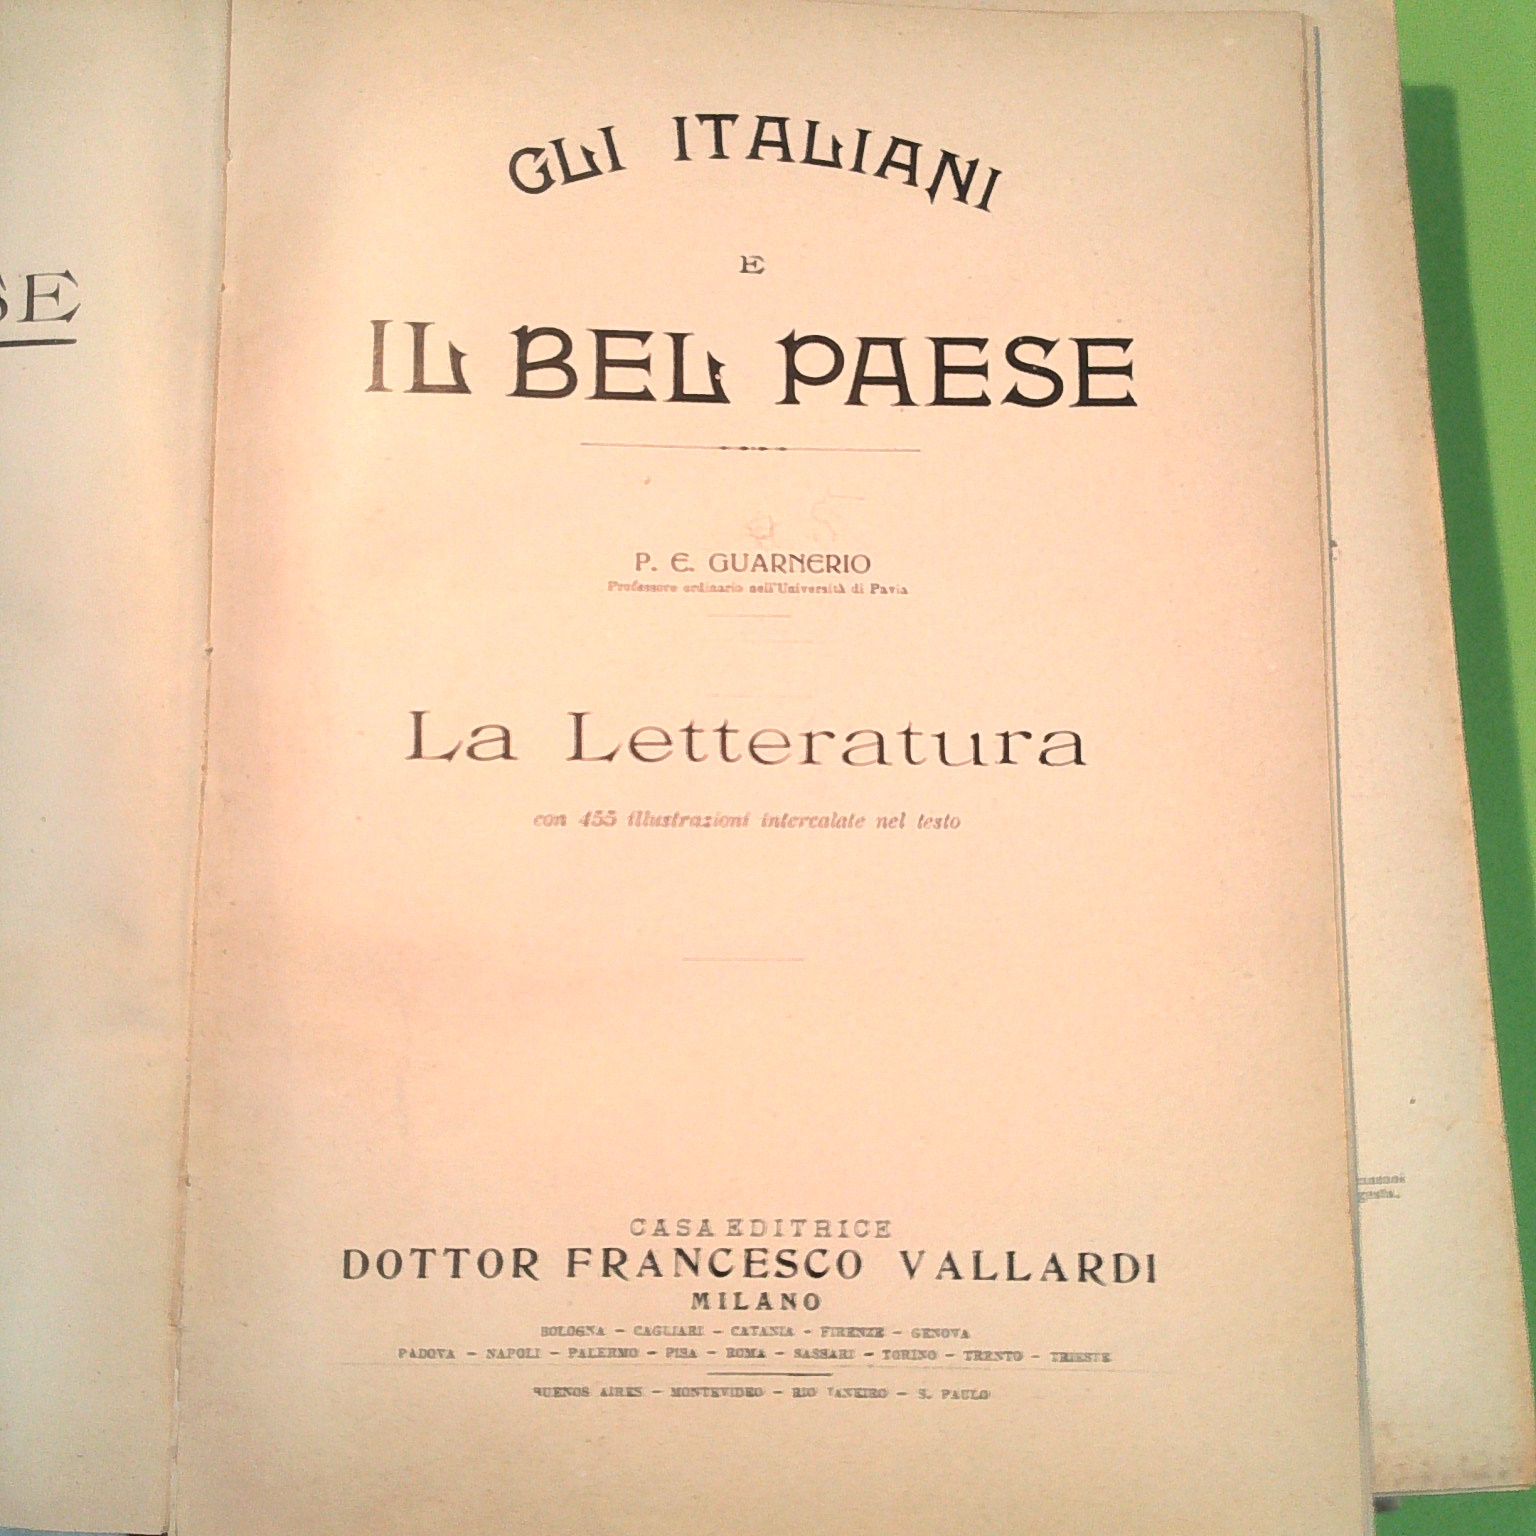 SE
GLI ITALIANI
E
IL BEL PAESE
P. E. GUARNERIO
Professore ordinario nell'Università di Pavia
La Letteratura
con 455 illustrazioni intercalate nel testo
CASA EDITRICE
DOTTOR FRANCESCO VALLARDI
MILANO
BOLOGNA - CAGLIARI - CATANIA - FIRENZE - GENOVA
PADOVA - NAPOLI - PALERMO - PISA - ROMA - SASSARI - TORINO - TRENTO - TRIESTE
BUENOS AIRES - MONTEVIDEO - RIO JANEIRO - S. PAULO